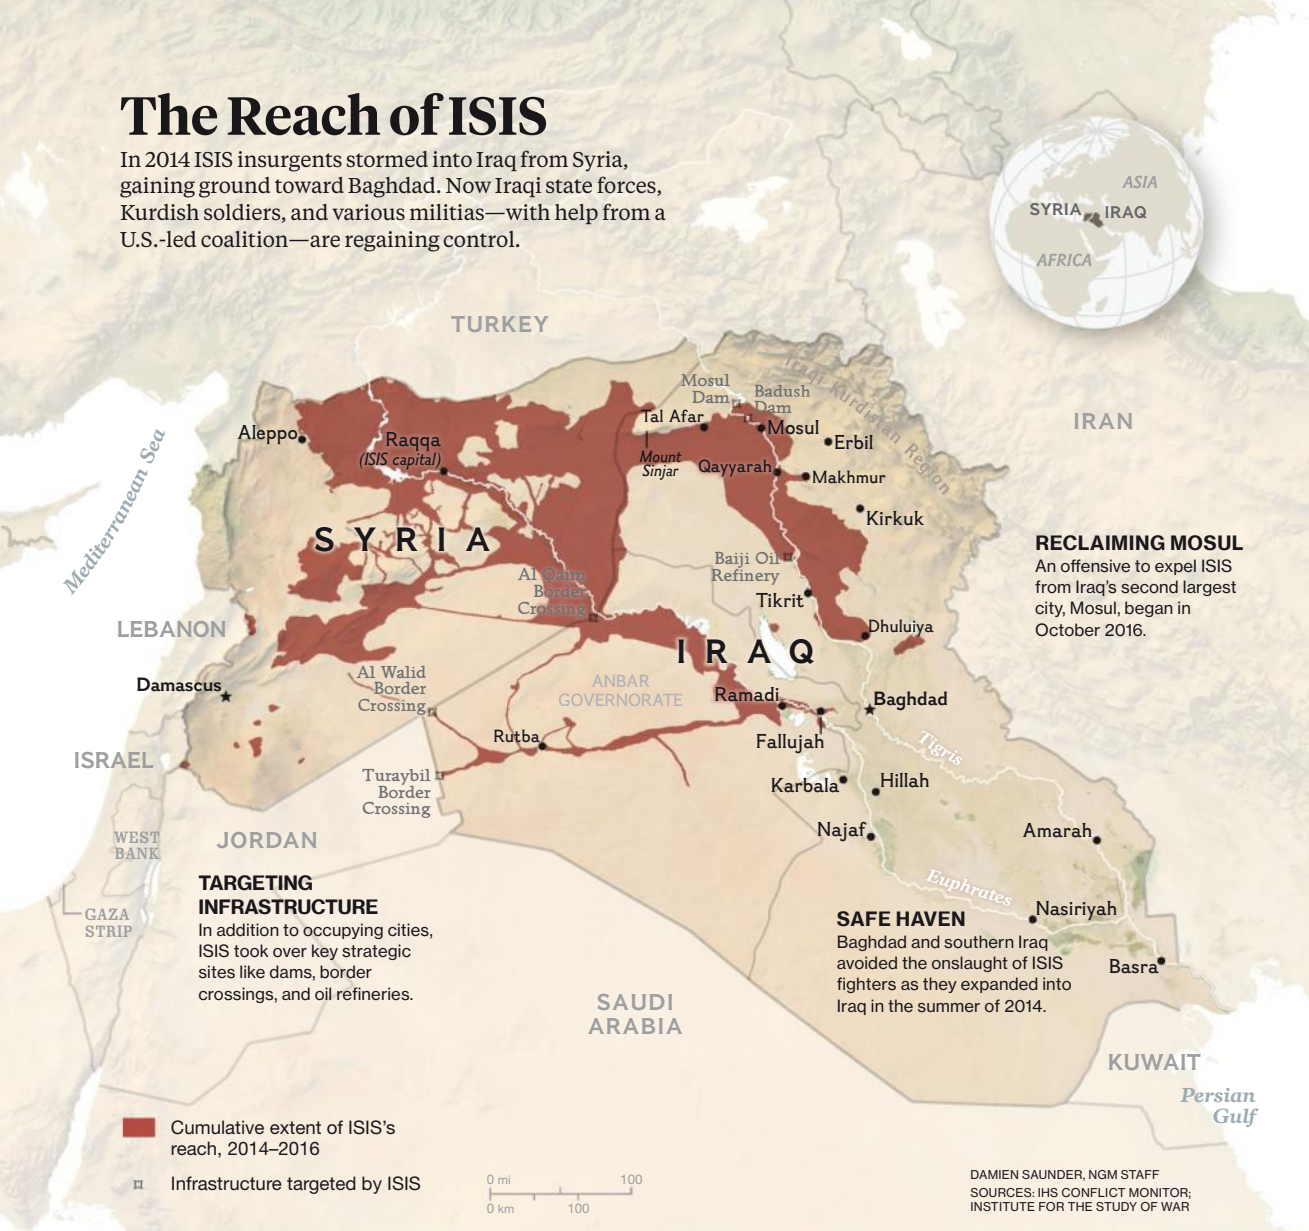 The Reach of ISIS
In 2014 ISIS insurgents stormed into Iraq from Syria,
gaining ground toward Baghdad. Now Iraqi state forces,
Kurdish soldiers, and various militias—with help from a
U.S.-led coalition—are regaining control.
ASIA
SYRIA
IRAQ
AFRICA
TURKEY
Iraqi Kurdistan Region
Mosul
Dam
Badush
Dam
IRAN
Tal Afar
Mosul
Aleppo
Raqqa
(ISIS capital)
Erbil
Mount
Sinjar
Qayyarah
Makhmur
Mediterranean Sea
Kirkuk
SYRIA
RECLAIMING MOSUL
An offensive to expel ISIS
from Iraq's second largest
city, Mosul, began in
October 2016.
Baiji Oil
Refinery
Al Qaim
Border
Crossing
Tikrit
LEBANON
Dhuluiya
IRAQ
Al Walid
Border
Crossing
ANBAR
GOVERNORATE
Damascus
Ramadi
Baghdad
Rutba
Fallujah
Tigris
ISRAEL
Turaybil
Border
Crossing
Karbala
Hillah
WEST
BANK
JORDAN
Najaf
Amarah
TARGETING
INFRASTRUCTURE
In addition to occupying cities,
ISIS took over key strategic
sites like dams, border
crossings, and oil refineries.
Euphrates
GAZA
STRIP
Nasiriyah
SAFE HAVEN
Baghdad and southern Iraq
avoided the onslaught of ISIS
fighters as they expanded into
Iraq in the summer of 2014.
Basra
SAUDI
ARABIA
KUWAIT
Persian
Gulf
Cumulative extent of ISIS's
reach, 2014–2016
Infrastructure targeted by ISIS
0 mi 100
0 km 100
DAMIEN SAUNDER, NGM STAFF
SOURCES: IHS CONFLICT MONITOR;
INSTITUTE FOR THE STUDY OF WAR